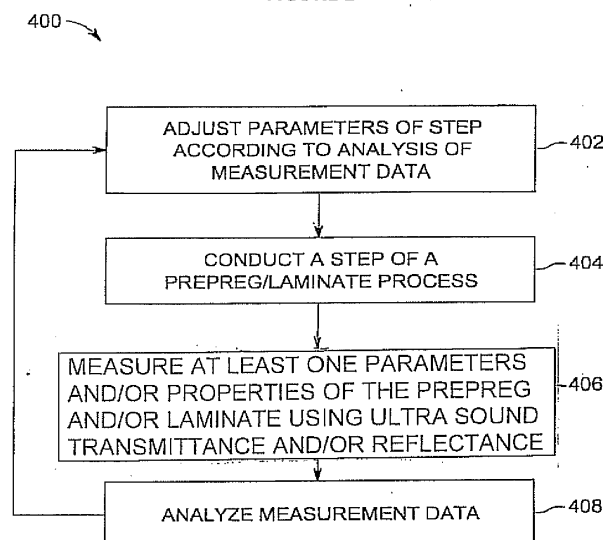 400
ADJUST PARAMETERS OF STEP
ACCORDING TO ANALYSIS OF
MEASUREMENT DATA
402
CONDUCT A STEP OF A
PREPREG/LAMINATE PROCESS
404
MEASURE AT LEAST ONE PARAMETERS
AND/OR PROPERTIES OF THE PREPREG
AND/OR LAMINATE USING ULTRA SOUND
TRANSMITTANCE AND/OR REFLECTANCE
406
ANALYZE MEASUREMENT DATA
408